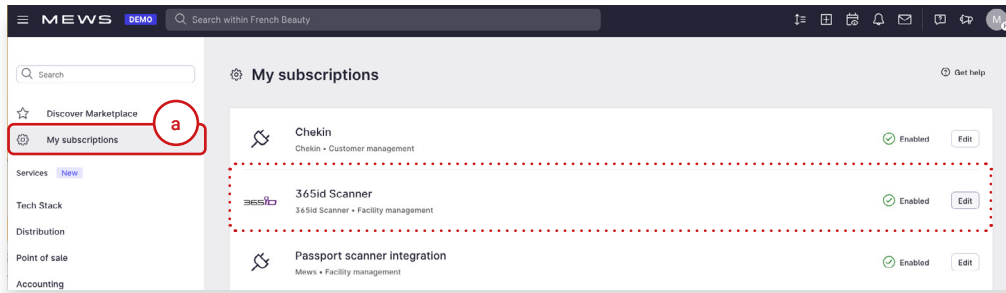 MEWS DEMO Search within French Beauty M
Search
My subscriptions
Get help
Discover Marketplace
a
My subscriptions
Services New
Tech Stack
Distribution
Point of sale
Accounting
Chekin
Chekin • Customer management
Enabled Edit
365id
365id Scanner
365id Scanner • Facility management
Enabled Edit
Passport scanner integration
Mews • Facility management
Enabled Edit